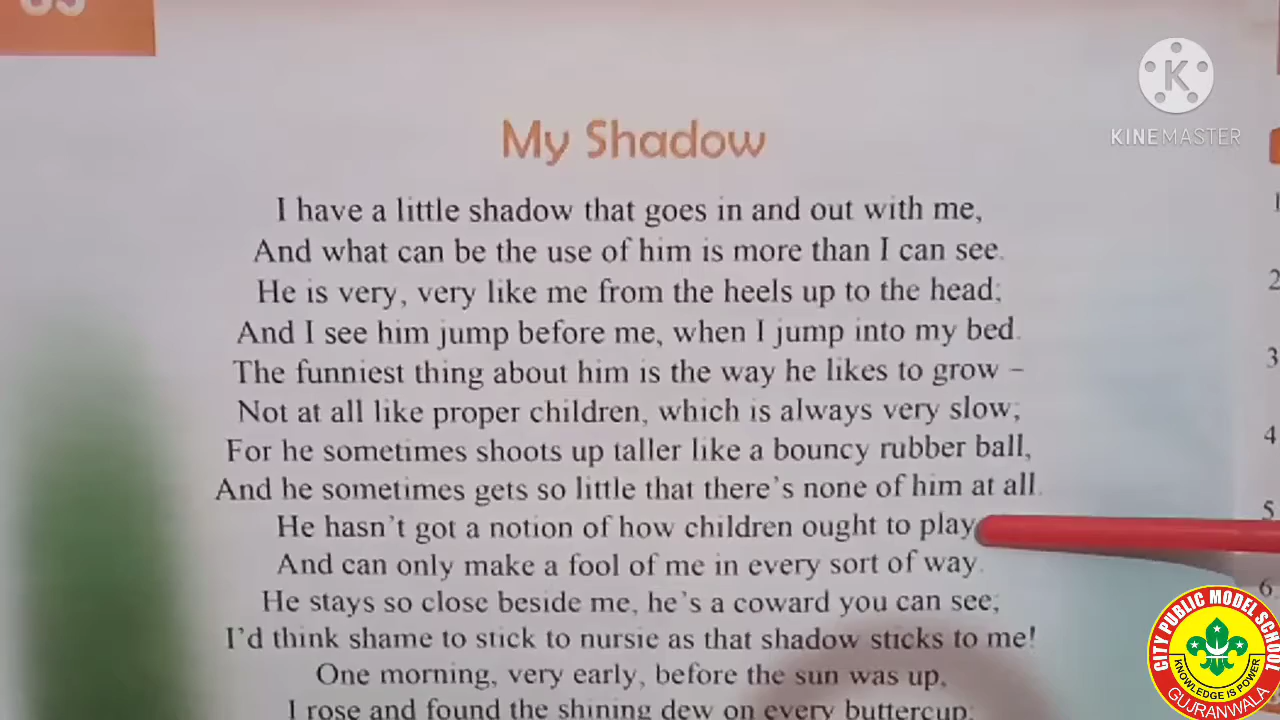 KINEMASTER
My Shadow
I have a little shadow that goes in and out with me,
And what can be the use of him is more than I can see.
He is very, very like me from the heels up to the head;
And I see him jump before me, when I jump into my bed.
The funniest thing about him is the way he likes to grow –
Not at all like proper children, which is always very slow;
For he sometimes shoots up taller like a bouncy rubber ball,
And he sometimes gets so little that there's none of him at all.
He hasn't got a notion of how children ought to play
And can only make a fool of me in every sort of way.
He stays so close beside me, he's a coward you can see;
I'd think shame to stick to nursie as that shadow sticks to me!
One morning, very early, before the sun was up,
I rose and found the shining dew on every buttercup;
2
3
4
5
6.
CITY PUBLIC MODEL SCHOOL
KNOWLEDGE IS POWER
GUJRANWALA